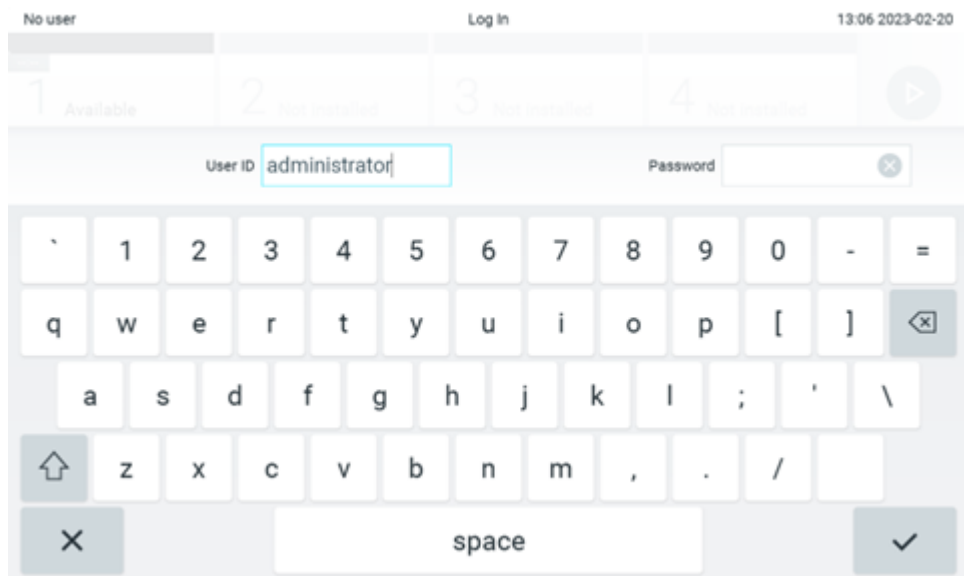 No user Log In 13:06 2023-02-20
1 Available 2 Not installed 3 Not installed 4 Not installed
User ID administrator Password
` 1 2 3 4 5 6 7 8 9 0 - =
q w e r t y u i o p [ ]
a s d f g h j k l ; ' \
z x c v b n m , . /
space